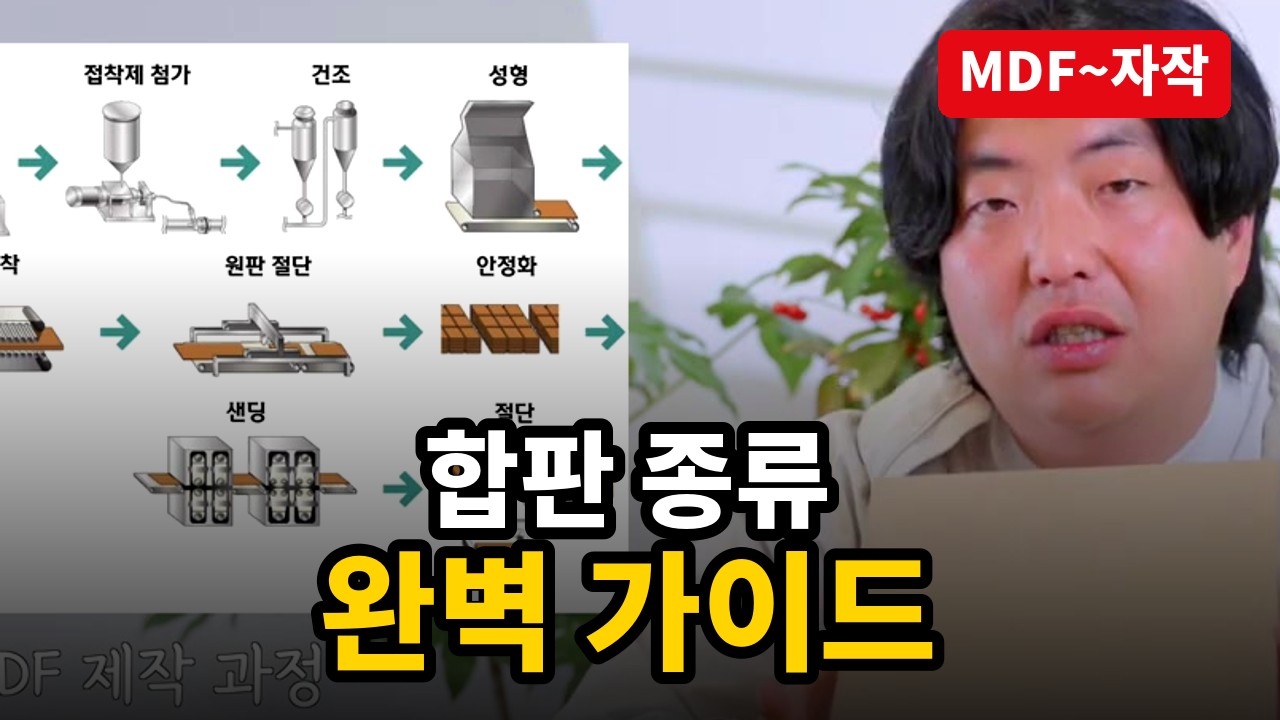 MDF~자작
접착제 첨가
건조
성형
착
원판 절단
안정화
샌딩
절단
합판 종류
완벽 가이드
DF 제작 과정